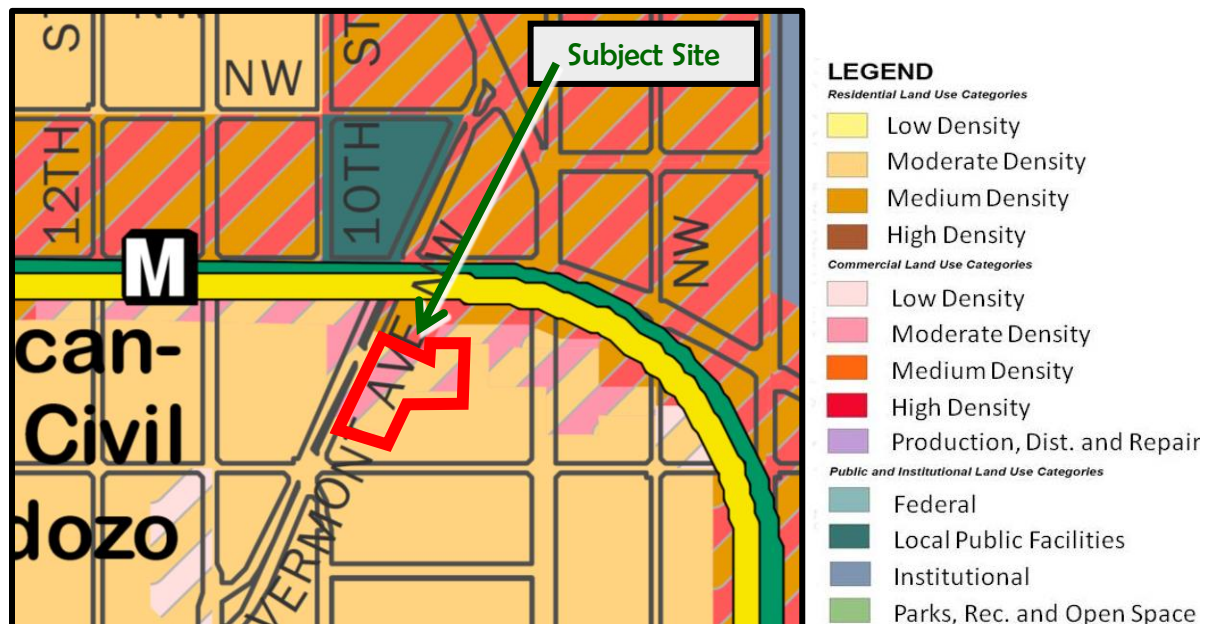 ST
NW
ST
Subject Site
NW
12TH
10TH
NW
AVE NW
M
VERMONT
can-
Civil
dozo
LEGEND
Residential Land Use Categories
Low Density
Moderate Density
Medium Density
High Density
Commercial Land Use Categories
Low Density
Moderate Density
Medium Density
High Density
Production, Dist. and Repair
Public and Institutional Land Use Categories
Federal
Local Public Facilities
Institutional
Parks, Rec. and Open Space